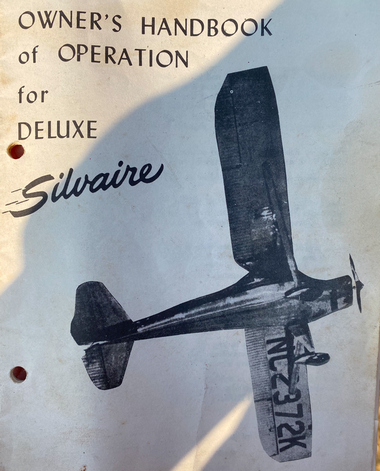 OWNER'S HANDBOOK
of OPERATION
for
DELUXE
Silvaire
NC2372K